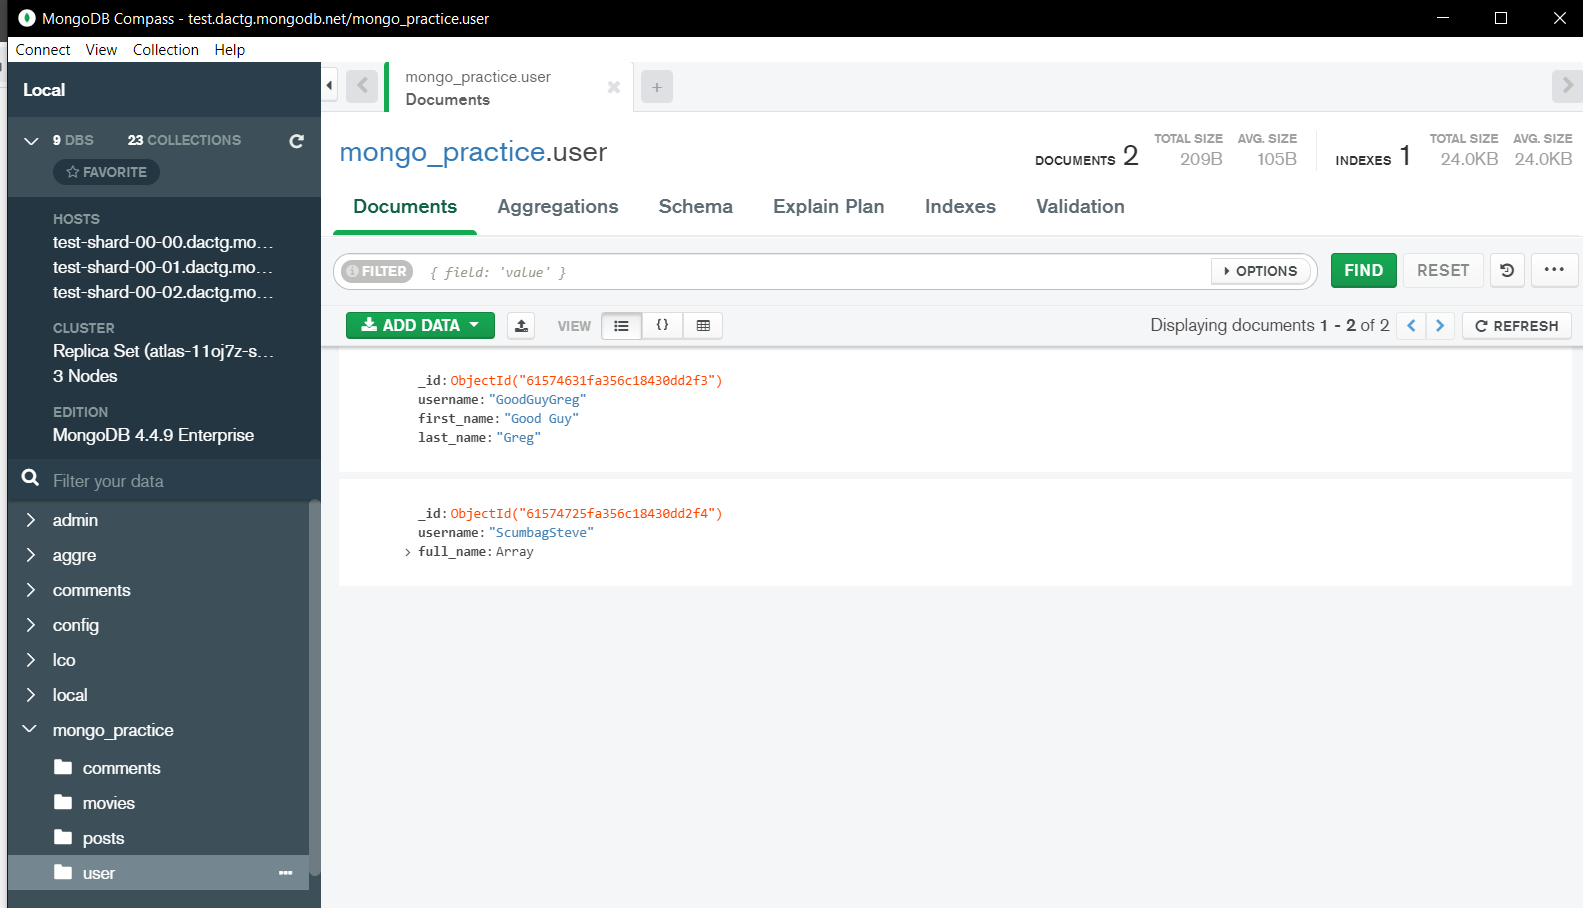 MongoDB Compass - test.dactg.mongodb.net/mongo_practice.user
Connect View Collection Help
Local
9 DBS 23 COLLECTIONS
FAVORITE
HOSTS
test-shard-00-00.dactg.mo...
test-shard-00-01.dactg.mo...
test-shard-00-02.dactg.mo...
CLUSTER
Replica Set (atlas-11oj7z-s...
3 Nodes
EDITION
MongoDB 4.4.9 Enterprise
Filter your data
admin
aggre
comments
config
lco
local
mongo_practice
comments
movies
posts
user
mongo_practice.user
Documents
mongo_practice.user
DOCUMENTS 2
TOTAL SIZE
209B
AVG. SIZE
105B
INDEXES 1
TOTAL SIZE
24.0KB
AVG. SIZE
24.0KB
Documents Aggregations Schema Explain Plan Indexes Validation
FILTER { field: 'value' } OPTIONS FIND RESET
ADD DATA VIEW {} Displaying documents 1 - 2 of 2 REFRESH
_id: ObjectId("61574631fa356c18430dd2f3")
username: "GoodGuyGreg"
first_name: "Good Guy"
last_name: "Greg"
_id: ObjectId("61574725fa356c18430dd2f4")
username: "ScumbagSteve"
full_name: Array